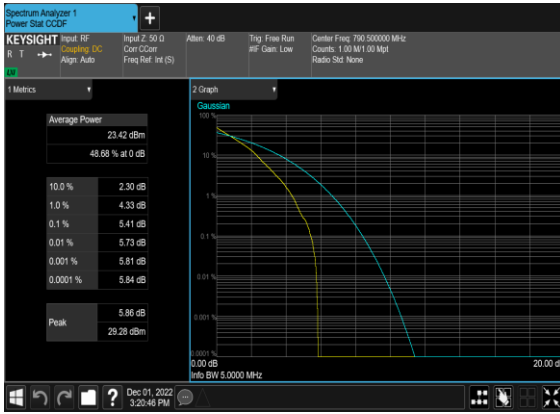 Spectrum Analyzer 1
Power Stat CCDF
KEYSIGHT
R T
LXI
Input: RF
Coupling: DC
Align: Auto
Input Z: 50 Ω
Corr CCorr
Freq Ref: Int (S)
Atten: 40 dB
Trig: Free Run
#IF Gain: Low
Center Freq: 790.500000 MHz
Counts: 1.00 M/1.00 Mpt
Radio Std: None
1 Metrics
Average Power
23.42 dBm
48.68 % at 0 dB
10.0 % 2.30 dB
1.0 % 4.33 dB
0.1 % 5.41 dB
0.01 % 5.73 dB
0.001 % 5.81 dB
0.0001 % 5.84 dB
Peak 5.86 dB
29.28 dBm
2 Graph
Gaussian
100 %
10 %
1 %
0.1 %
0.01 %
0.001 %
0.0001 %
0.00 dB
20.00 d
Info BW 5.0000 MHz
?
Dec 01, 2022
3:20:46 PM